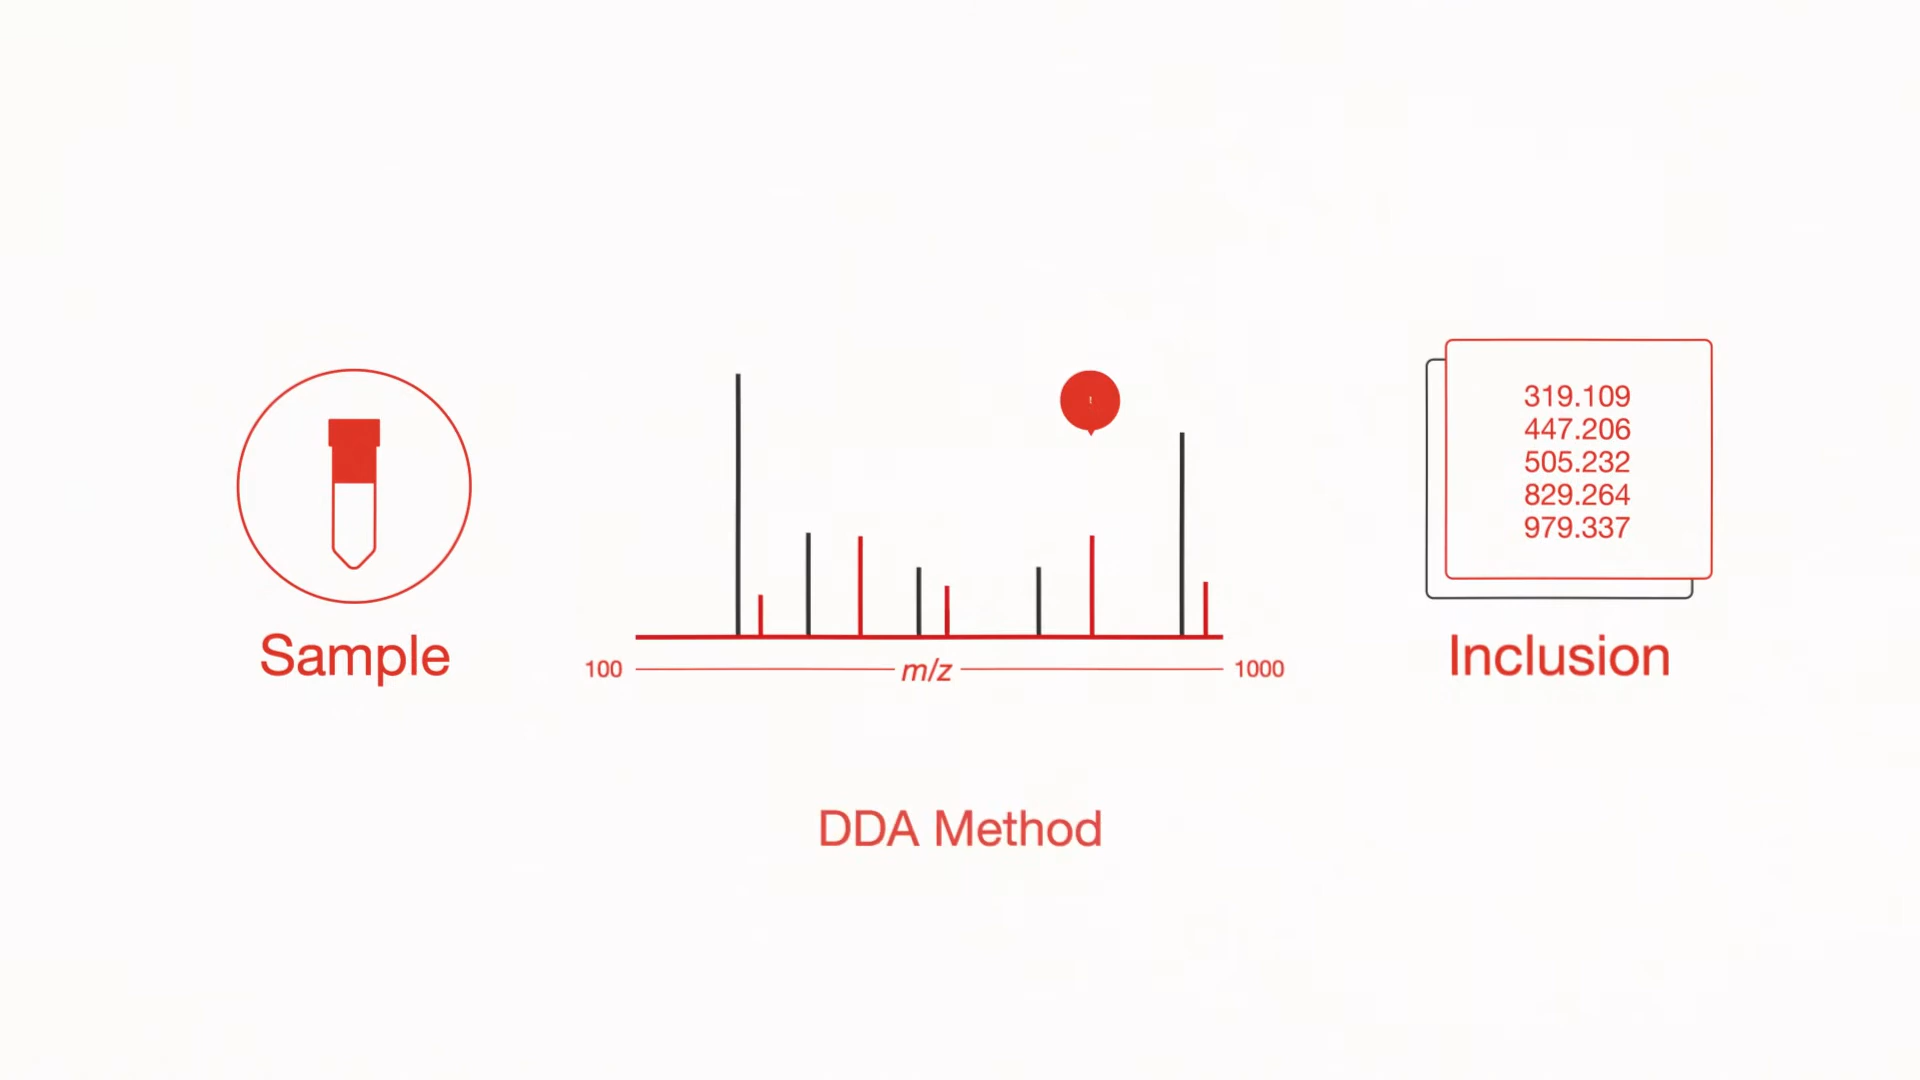 Sample
!
100
m/z
1000
DDA Method
319.109
447.206
505.232
829.264
979.337
Inclusion